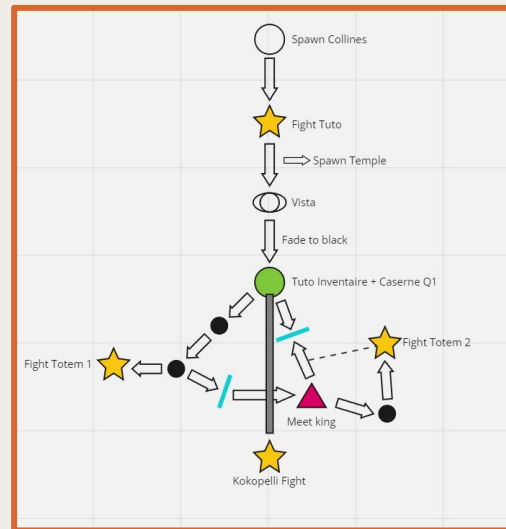 Spawn Collines
Fight Tuto
Spawn Temple
Vista
Fade to black
Tuto Inventaire + Caserne Q1
Fight Totem 2
Fight Totem 1
Meet king
Kokopelli Fight